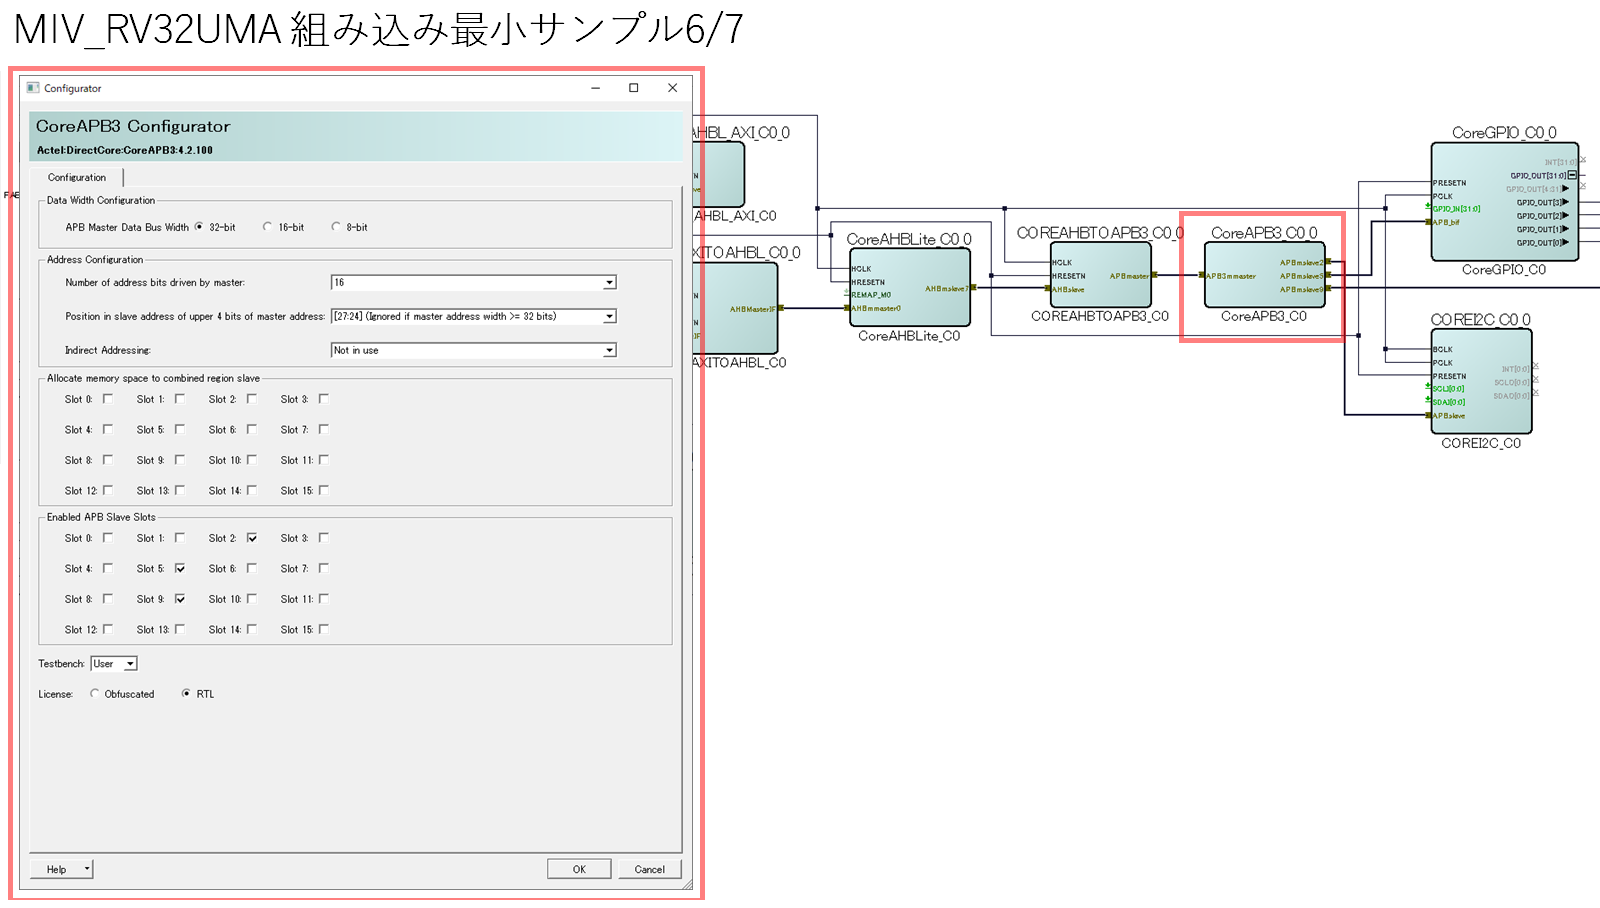 MIV_RV32UMA 組み込み最小サンプル6/7
Configurator
CoreAPB3 Configurator
Actel:DirectCore:CoreAPB3:4.2.100
Configuration
Data Width Configuration
APB Master Data Bus Width 32-bit 16-bit 8-bit
Address Configuration
Number of address bits driven by master: 16
Position in slave address of upper 4 bits of master address: [27:24] (Ignored if master address width >= 32 bits)
Indirect Addressing: Not in use
Allocate memory space to combined region slave
Slot 0: Slot 1: Slot 2: Slot 3:
Slot 4: Slot 5: Slot 6: Slot 7:
Slot 8: Slot 9: Slot 10: Slot 11:
Slot 12: Slot 13: Slot 14: Slot 15:
Enabled APB Slave Slots
Slot 0: Slot 1: Slot 2: Slot 3:
Slot 4: Slot 5: Slot 6: Slot 7:
Slot 8: Slot 9: Slot 10: Slot 11:
Slot 12: Slot 13: Slot 14: Slot 15:
Testbench: User
License: Obfuscated RTL
Help OK Cancel
AHBL_AXI_C0_0
AHBL_AXI_C0
XITOAHBL_C0_0
AHBMasterIF
AXITOAHBL_C0
CoreAHBLite_C0_0
HCLK
HRESETN
REMAP_M0
AHBmmaster0
AHBmslave7
CoreAHBLite_C0
COREAHBTOAPB3_C0_0
HCLK
HRESETN
AHBslave
APBmaster
COREAHBTOAPB3_C0
CoreAPB3_C0_0
APB3mmaster
APBmslave2
APBmslave5
APBmslave9
CoreAPB3_C0
CoreGPIO_C0_0
PRESETN
PCLK
GPIO_IN[31:0]
APB_bif
INT[31:0]
GPIO_OUT[31:0]
GPIO_OUT[4:31]
GPIO_OUT[3]
GPIO_OUT[2]
GPIO_OUT[1]
GPIO_OUT[0]
CoreGPIO_C0
COREI2C_C0_0
BCLK
PCLK
PRESETN
SCLI[0:0]
SDAI[0:0]
APBslave
INT[0:0]
SCLO[0:0]
SDAO[0:0]
COREI2C_C0